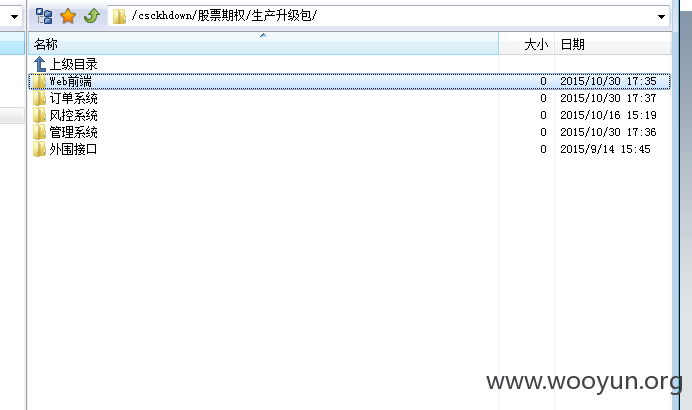 /csckhdown/股票期权/生产升级包/
名称 大小 日期
上级目录
Web前端 0 2015/10/30 17:35
订单系统 0 2015/10/30 17:37
风控系统 0 2015/10/16 15:19
管理系统 0 2015/10/30 17:36
外围接口 0 2015/9/14 15:45
www.wooyun.org